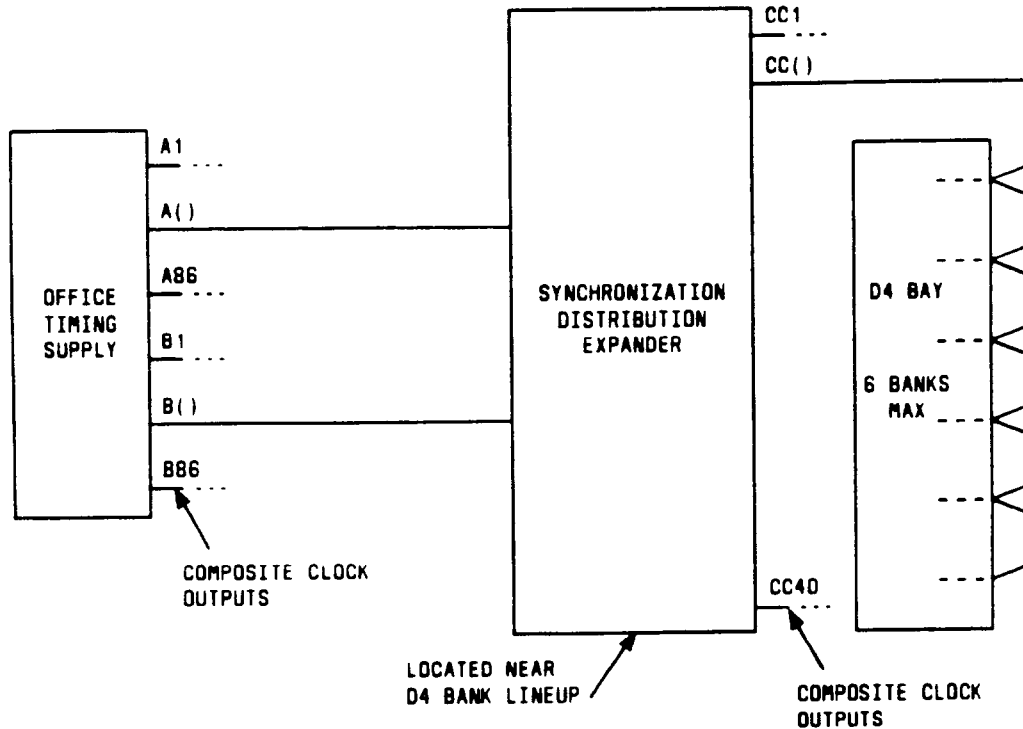 CC1
CC()
A1
A()
A86
B1
B()
B86
OFFICE
TIMING
SUPPLY
SYNCHRONIZATION
DISTRIBUTION
EXPANDER
D4 BAY
6 BANKS
MAX
COMPOSITE CLOCK
OUTPUTS
CC40
LOCATED NEAR
D4 BANK LINEUP
COMPOSITE CLOCK
OUTPUTS